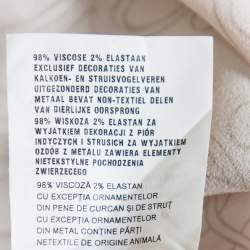 98% VISCOSE 2% ELASTAAN
EXCLUSIEF DECORATIES VAN
KALKOEN- EN STRUISVOGELVEREN
UITGEZONDERD DECORATIES VAN
METAAL BEVAT NON-TEXTIEL DELEN
VAN DIERLIJKE OORSPRONG
98% WISKOZA 2% ELASTAN ZA
WYJĄTKIEM DEKORACJI Z PIÓR
INDYCZYCH I STRUSICH ZA WYJĄTKIEM
OZDÓB Z METALU ZAWIERA ELEMENTY
NIETEKSTYLNE POCHODZENIA
ZWIERZĘCEGO
98% VISCOZĂ 2% ELASTAN
CU EXCEPȚIA ORNAMENTELOR
DIN PENE DE CURCAN ȘI DE STRUȚ
CU EXCEPȚIA ORNAMENTELOR
DIN METAL CONȚINE PĂRȚI
NETEXTILE DE ORIGINE ANIMALĂ